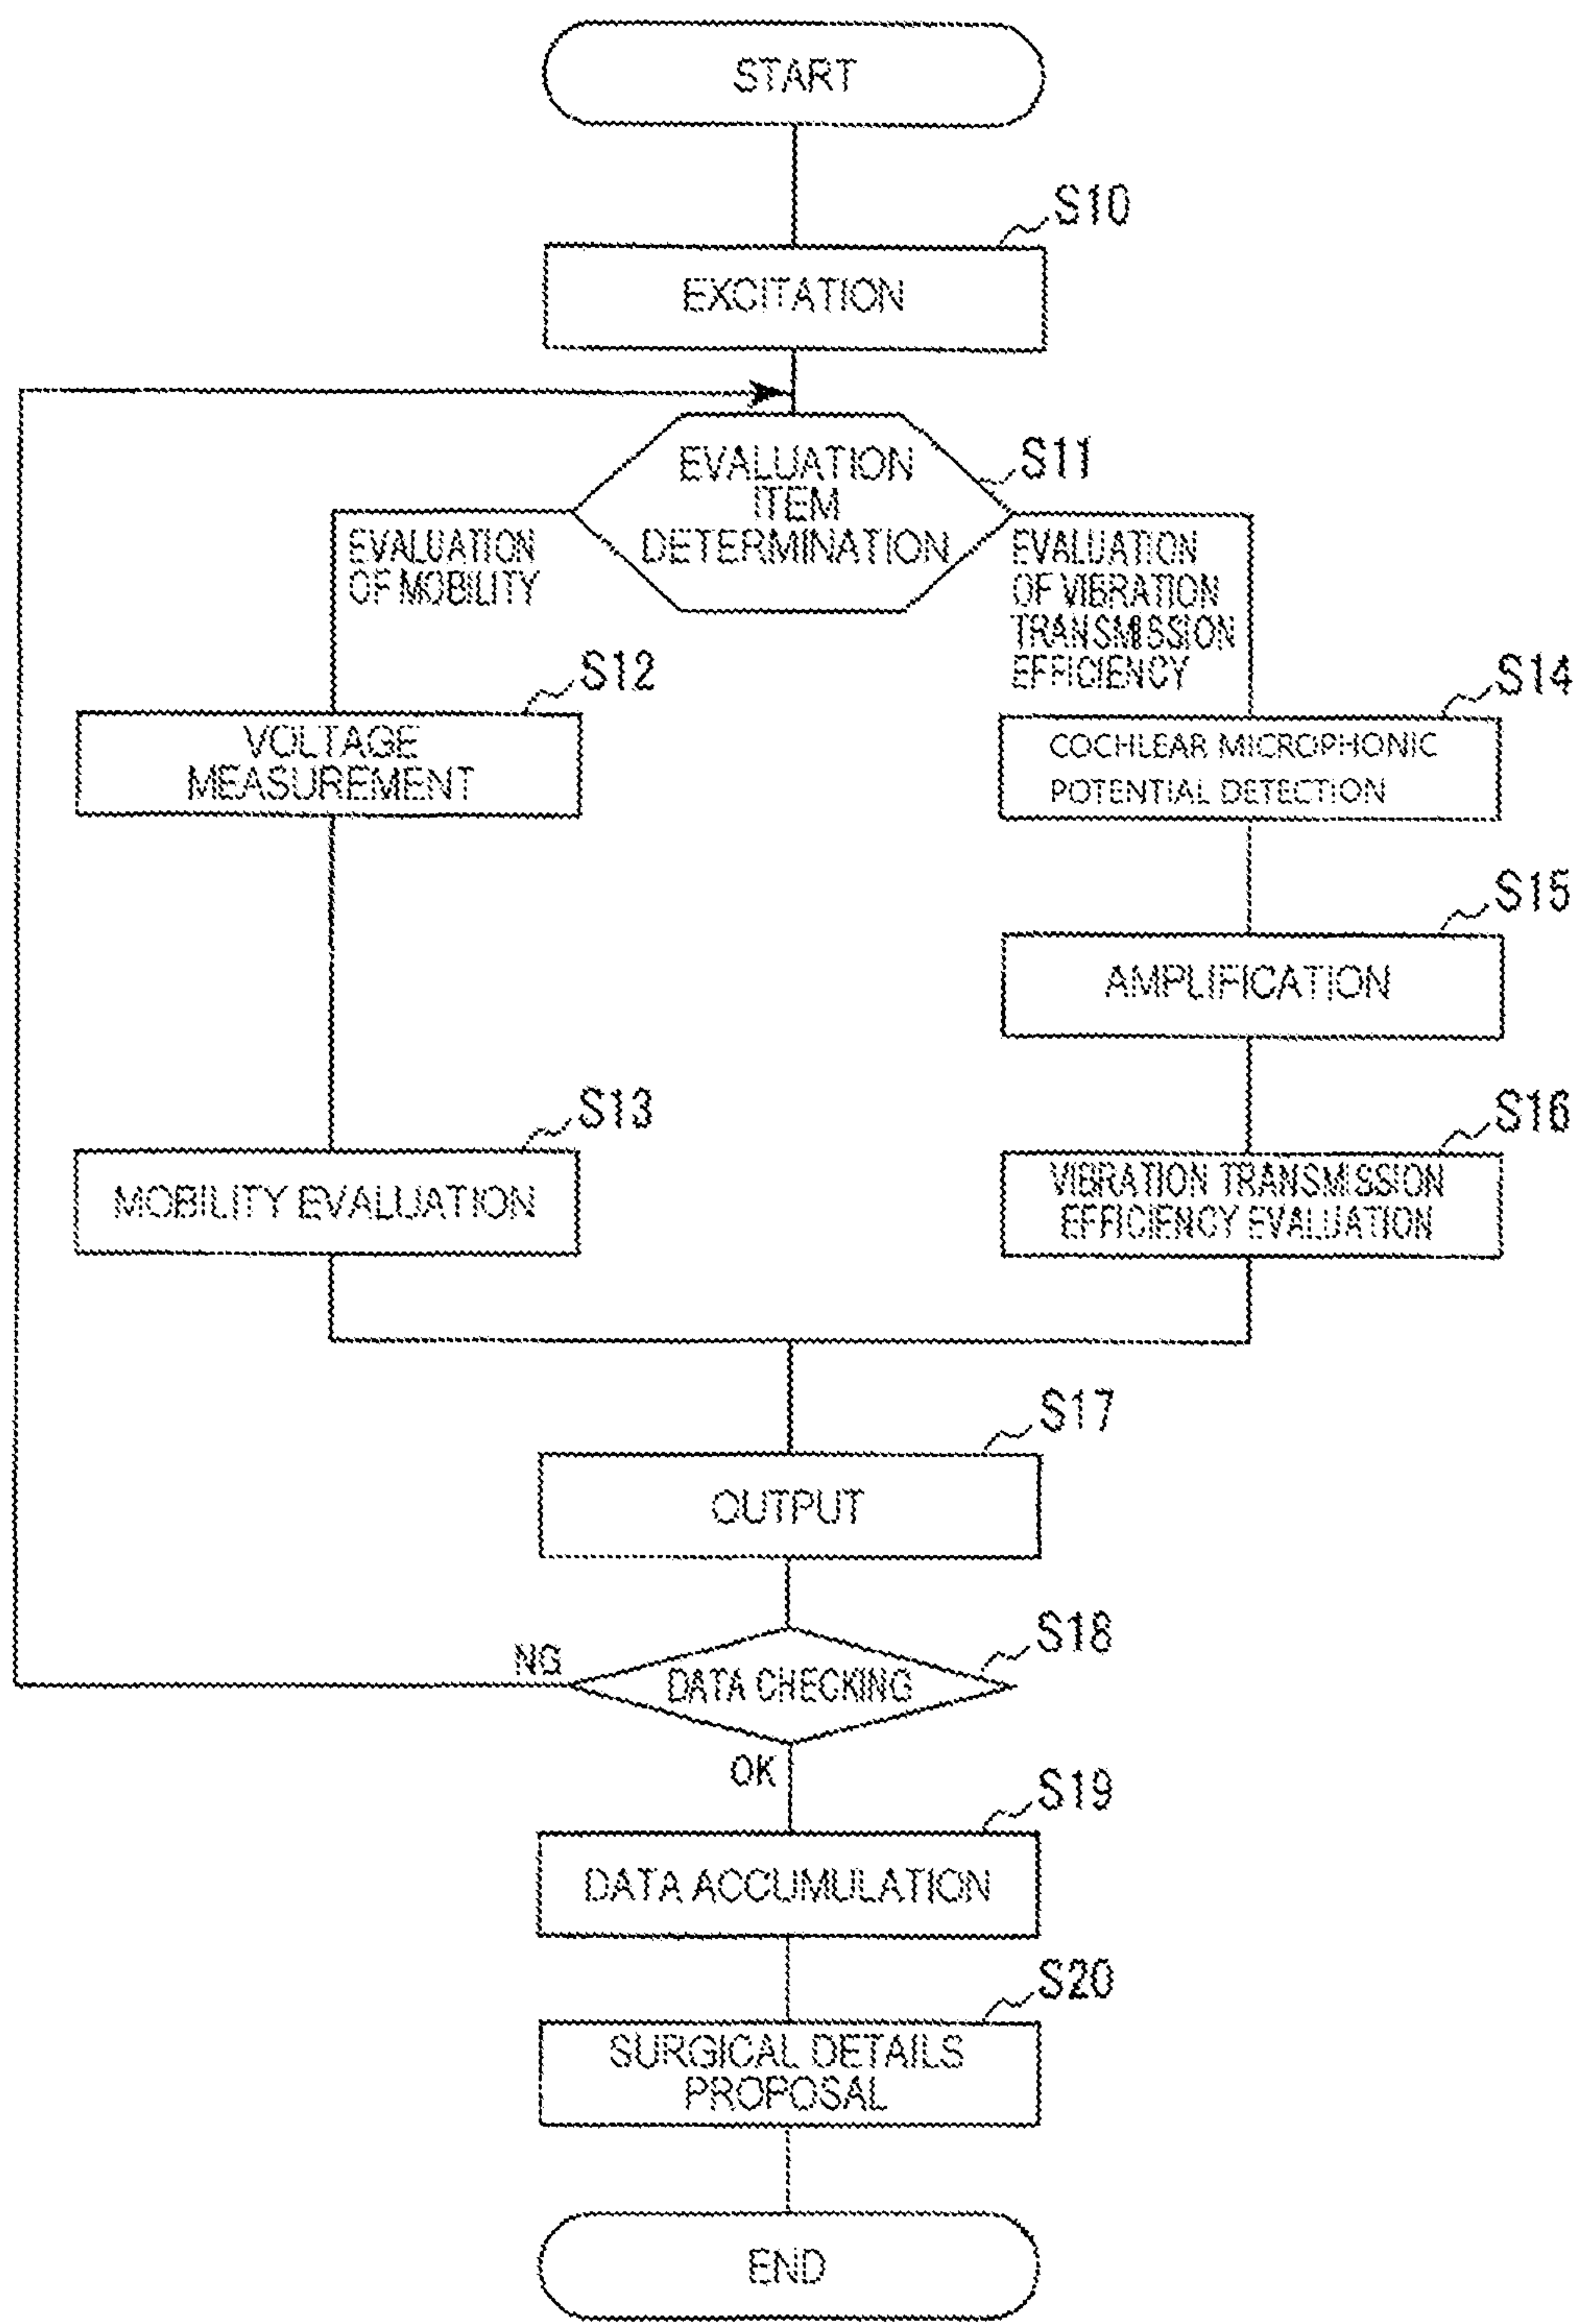 START
S10
EXCITATION
S11
EVALUATION
ITEM
DETERMINATION
EVALUATION
OF MOBILITY
EVALUATION
OF VIBRATION
TRANSMISSION
EFFICIENCY
S12
VOLTAGE
MEASUREMENT
S14
COCHLEAR MICROPHONIC
POTENTIAL DETECTION
S15
AMPLIFICATION
S13
MOBILITY EVALUATION
S16
VIBRATION TRANSMISSION
EFFICIENCY EVALUATION
S17
OUTPUT
S18
NG
DATA CHECKING
OK
S19
DATA ACCUMULATION
S20
SURGICAL DETAILS
PROPOSAL
END